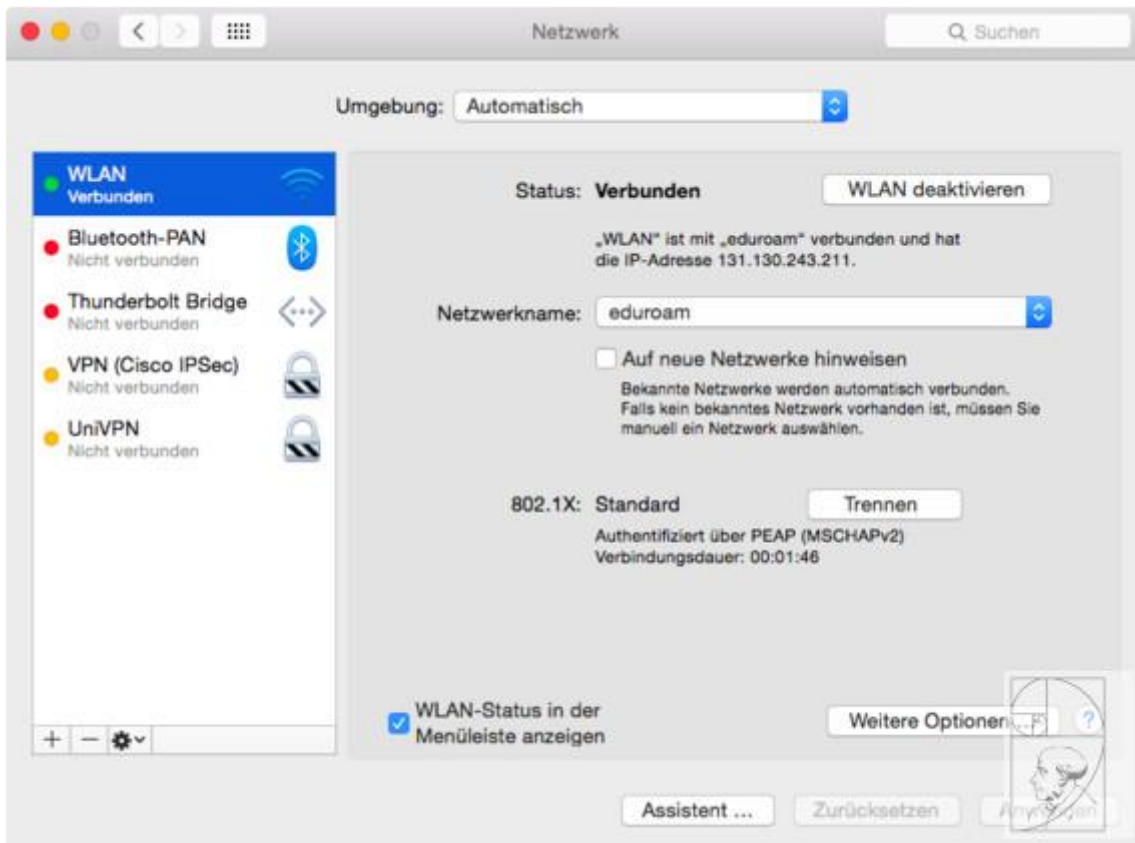 Netzwerk
Suchen
Umgebung: Automatisch
WLAN
Verbunden
Bluetooth-PAN
Nicht verbunden
Thunderbolt Bridge
Nicht verbunden
VPN (Cisco IPSec)
Nicht verbunden
UniVPN
Nicht verbunden
Status: Verbunden
WLAN deaktivieren
„WLAN“ ist mit „eduroam“ verbunden und hat
die IP-Adresse 131.130.243.211.
Netzwerkname: eduroam
Auf neue Netzwerke hinweisen
Bekannte Netzwerke werden automatisch verbunden.
Falls kein bekanntes Netzwerk vorhanden ist, müssen Sie
manuell ein Netzwerk auswählen.
802.1X: Standard
Trennen
Authentifiziert über PEAP (MSCHAPv2)
Verbindungsdauer: 00:01:46
WLAN-Status in der
Menüleiste anzeigen
Weitere Optionen ...
?
Assistent ...
Zurücksetzen